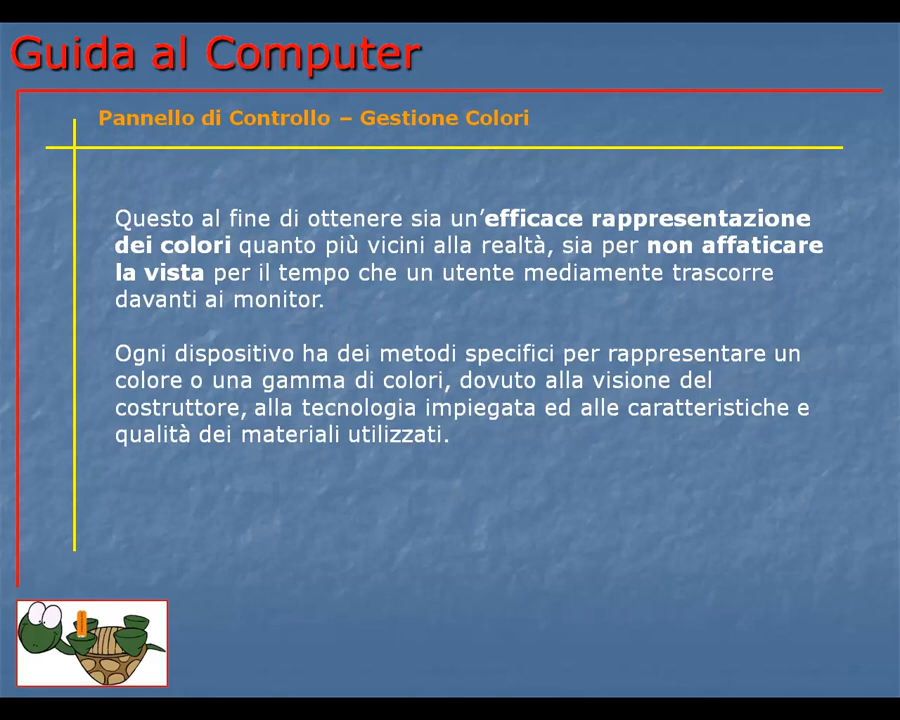 Guida al Computer
Pannello di Controllo – Gestione Colori
Questo al fine di ottenere sia un’efficace rappresentazione
dei colori quanto più vicini alla realtà, sia per non affaticare
la vista per il tempo che un utente mediamente trascorre
davanti ai monitor.
Ogni dispositivo ha dei metodi specifici per rappresentare un
colore o una gamma di colori, dovuto alla visione del
costruttore, alla tecnologia impiegata ed alle caratteristiche e
qualità dei materiali utilizzati.